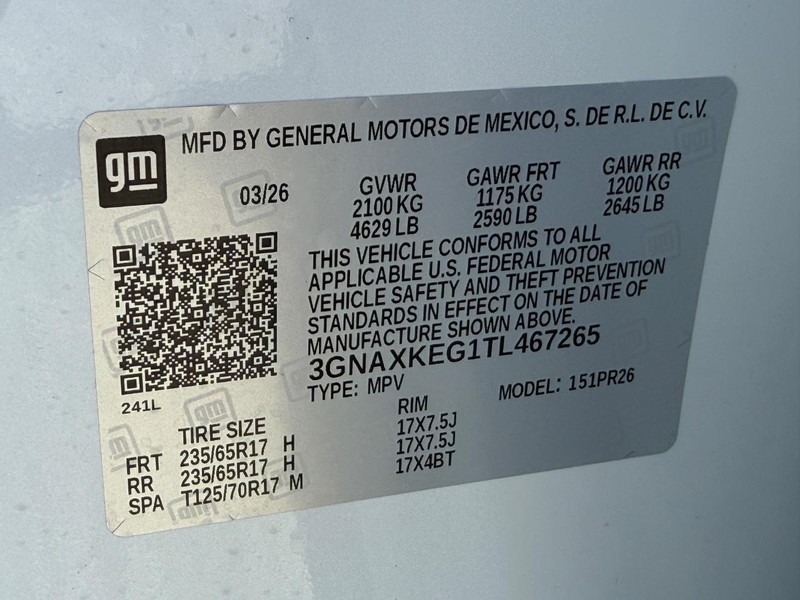 gm
MFD BY GENERAL MOTORS DE MEXICO, S. DE R.L. DE C.V.
03/26
GVWR GAWR FRT GAWR RR
2100 KG 1175 KG 1200 KG
4629 LB 2590 LB 2645 LB
THIS VEHICLE CONFORMS TO ALL
APPLICABLE U.S. FEDERAL MOTOR
VEHICLE SAFETY AND THEFT PREVENTION
STANDARDS IN EFFECT ON THE DATE OF
MANUFACTURE SHOWN ABOVE.
3GNAXKEG1TL467265
TYPE: MPV MODEL: 151PR26
241L
TIRE SIZE RIM
FRT 235/65R17 H 17X7.5J
RR 235/65R17 H 17X7.5J
SPA T125/70R17 M 17X4BT